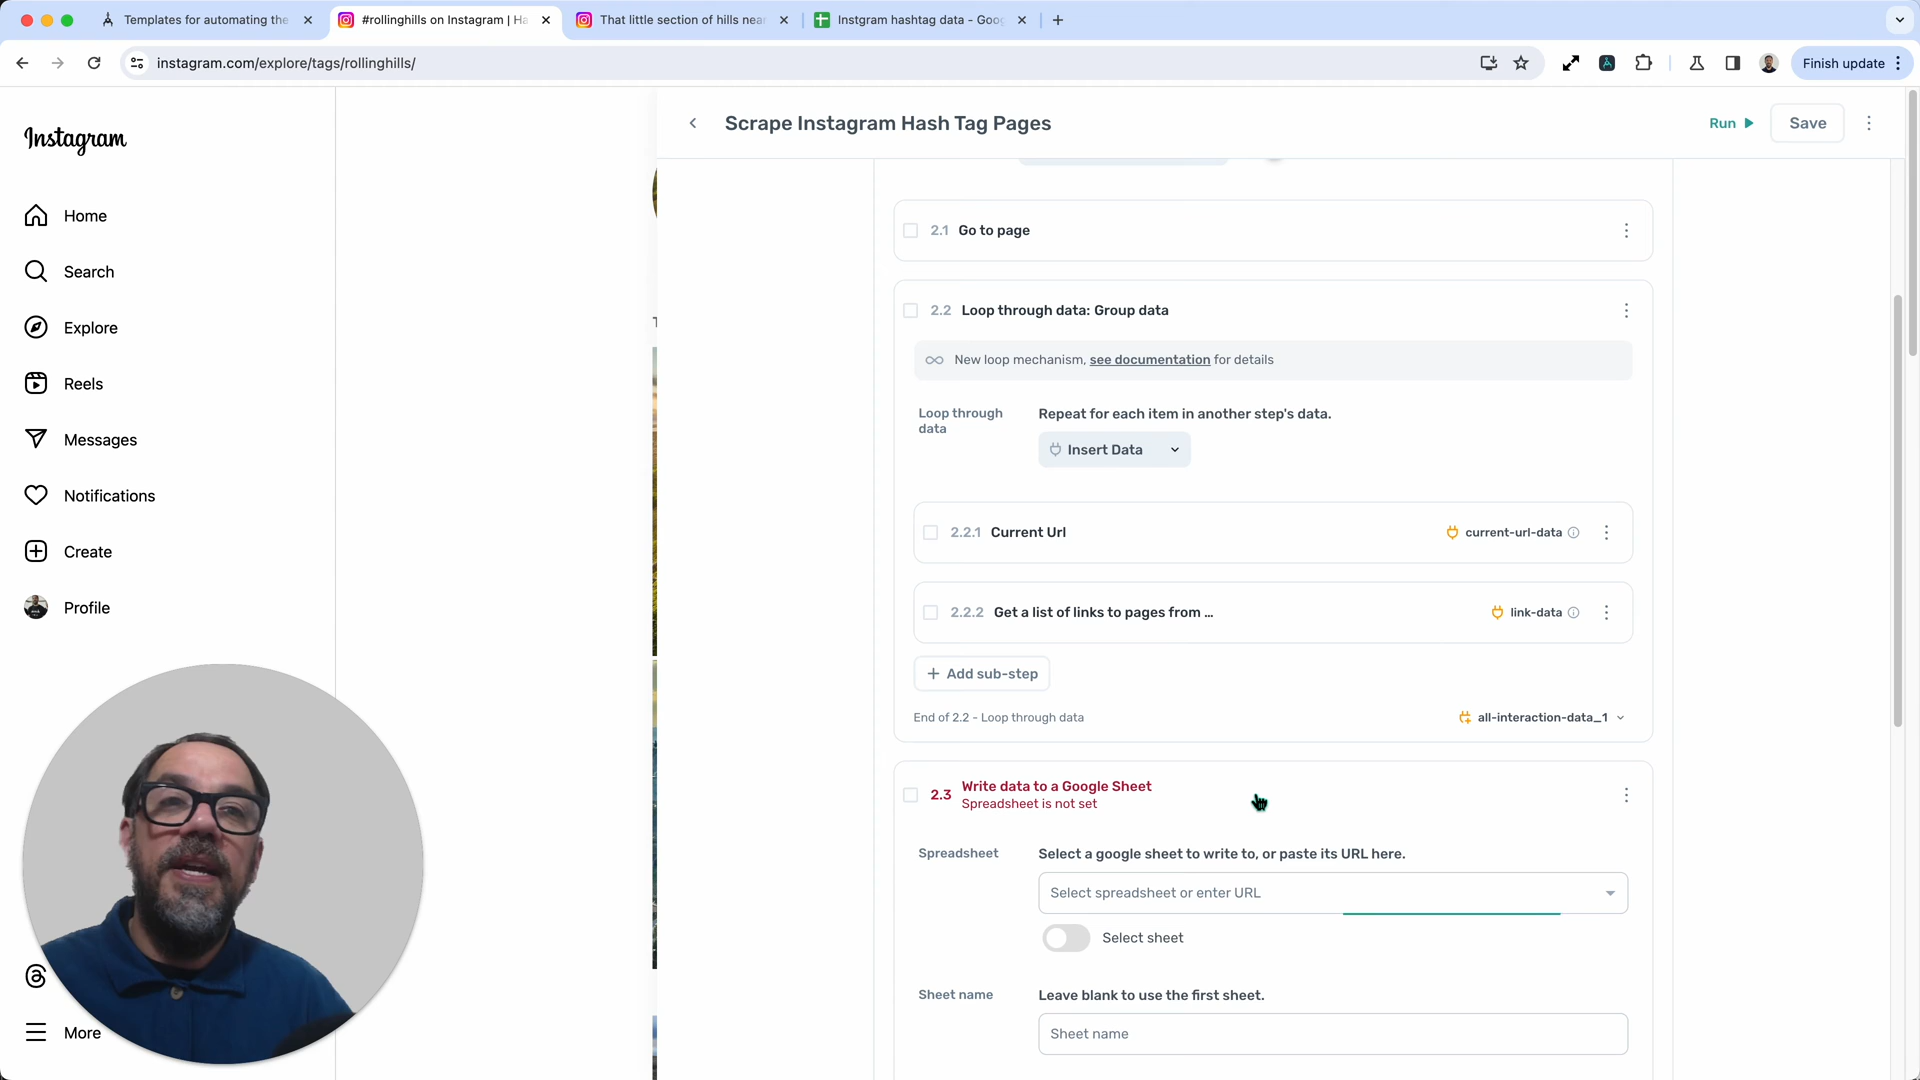 Templates for automating the
#rollinghills on Instagram | Ha
That little section of hills near
Instgram hashtag data - Goo
instagram.com/explore/tags/rollinghills/
Finish update
Instagram
Home
Search
Explore
Reels
Messages
Notifications
Create
Profile
More
Scrape Instagram Hash Tag Pages
Run
Save
2.1 Go to page
2.2 Loop through data: Group data
New loop mechanism, see documentation for details
Loop through data
Repeat for each item in another step's data.
Insert Data
2.2.1 Current Url
current-url-data
2.2.2 Get a list of links to pages from ...
link-data
+ Add sub-step
End of 2.2 - Loop through data
all-interaction-data_1
2.3 Write data to a Google Sheet
Spreadsheet is not set
Spreadsheet
Select a google sheet to write to, or paste its URL here.
Select spreadsheet or enter URL
Select sheet
Sheet name
Leave blank to use the first sheet.
Sheet name